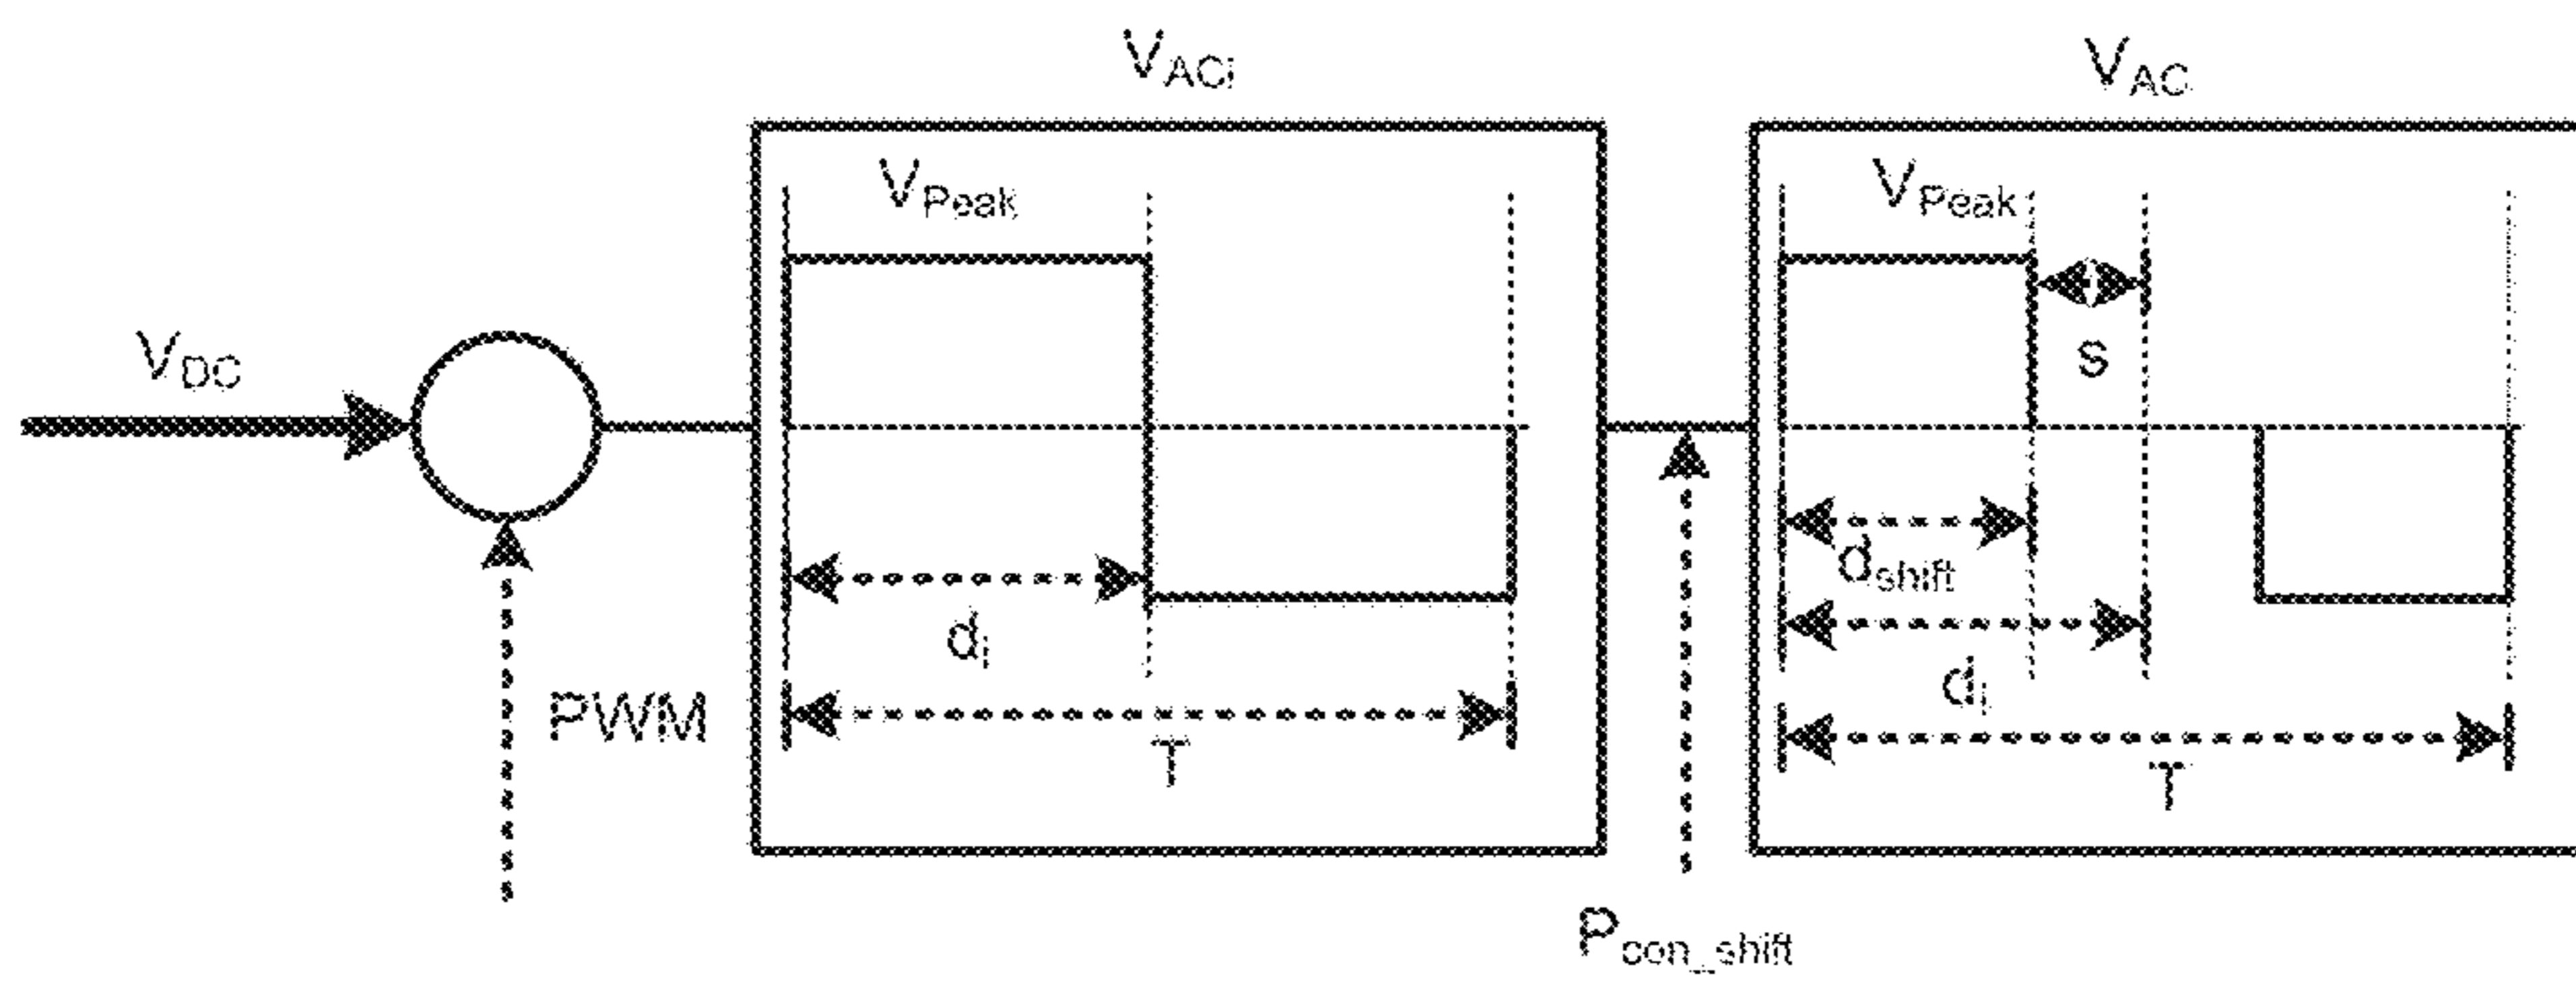 V_ACi
V_AC
V_Peak
V_Peak
S
V_DC
d_shift
d_i
d_i
PWM
T
T
P_con_shift